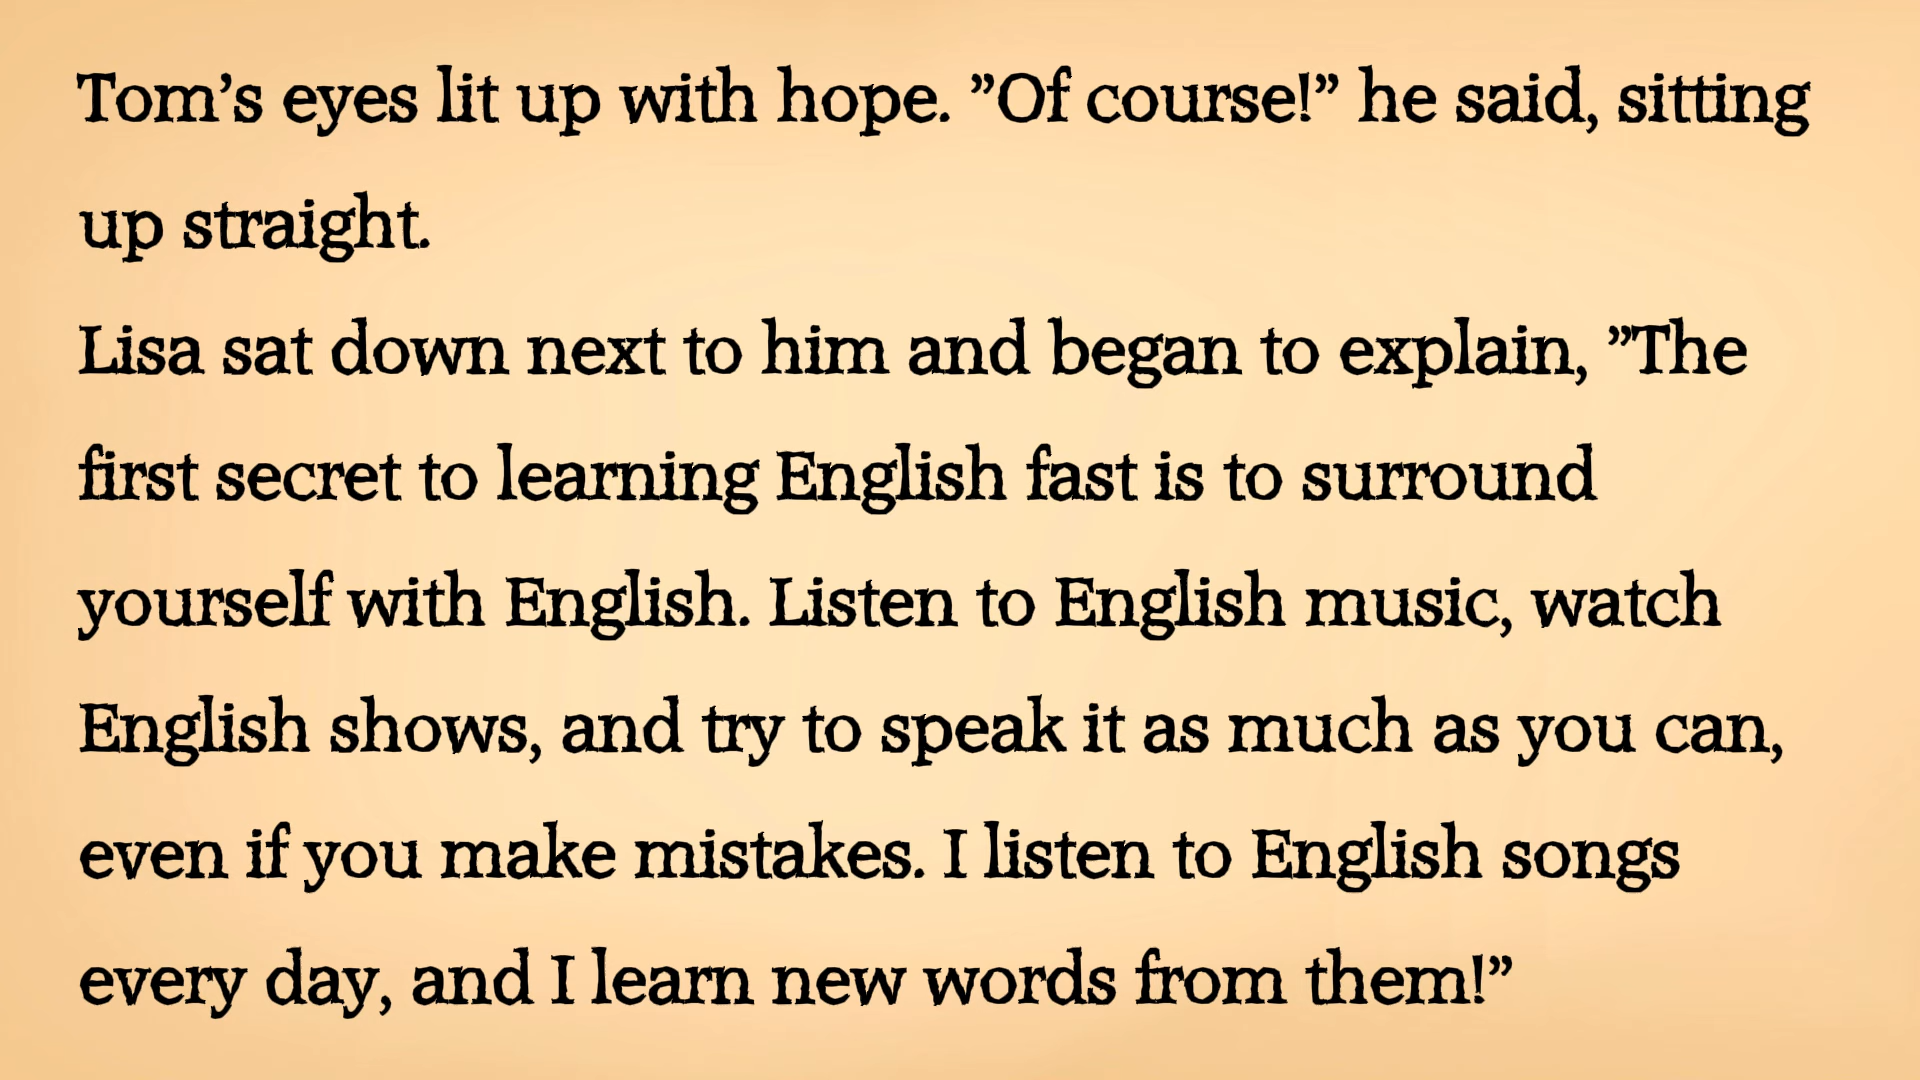 Tom’s eyes lit up with hope. ”Of course!” he said, sitting
up straight.
Lisa sat down next to him and began to explain, ”The
first secret to learning English fast is to surround
yourself with English. Listen to English music, watch
English shows, and try to speak it as much as you can,
even if you make mistakes. I listen to English songs
every day, and I learn new words from them!”